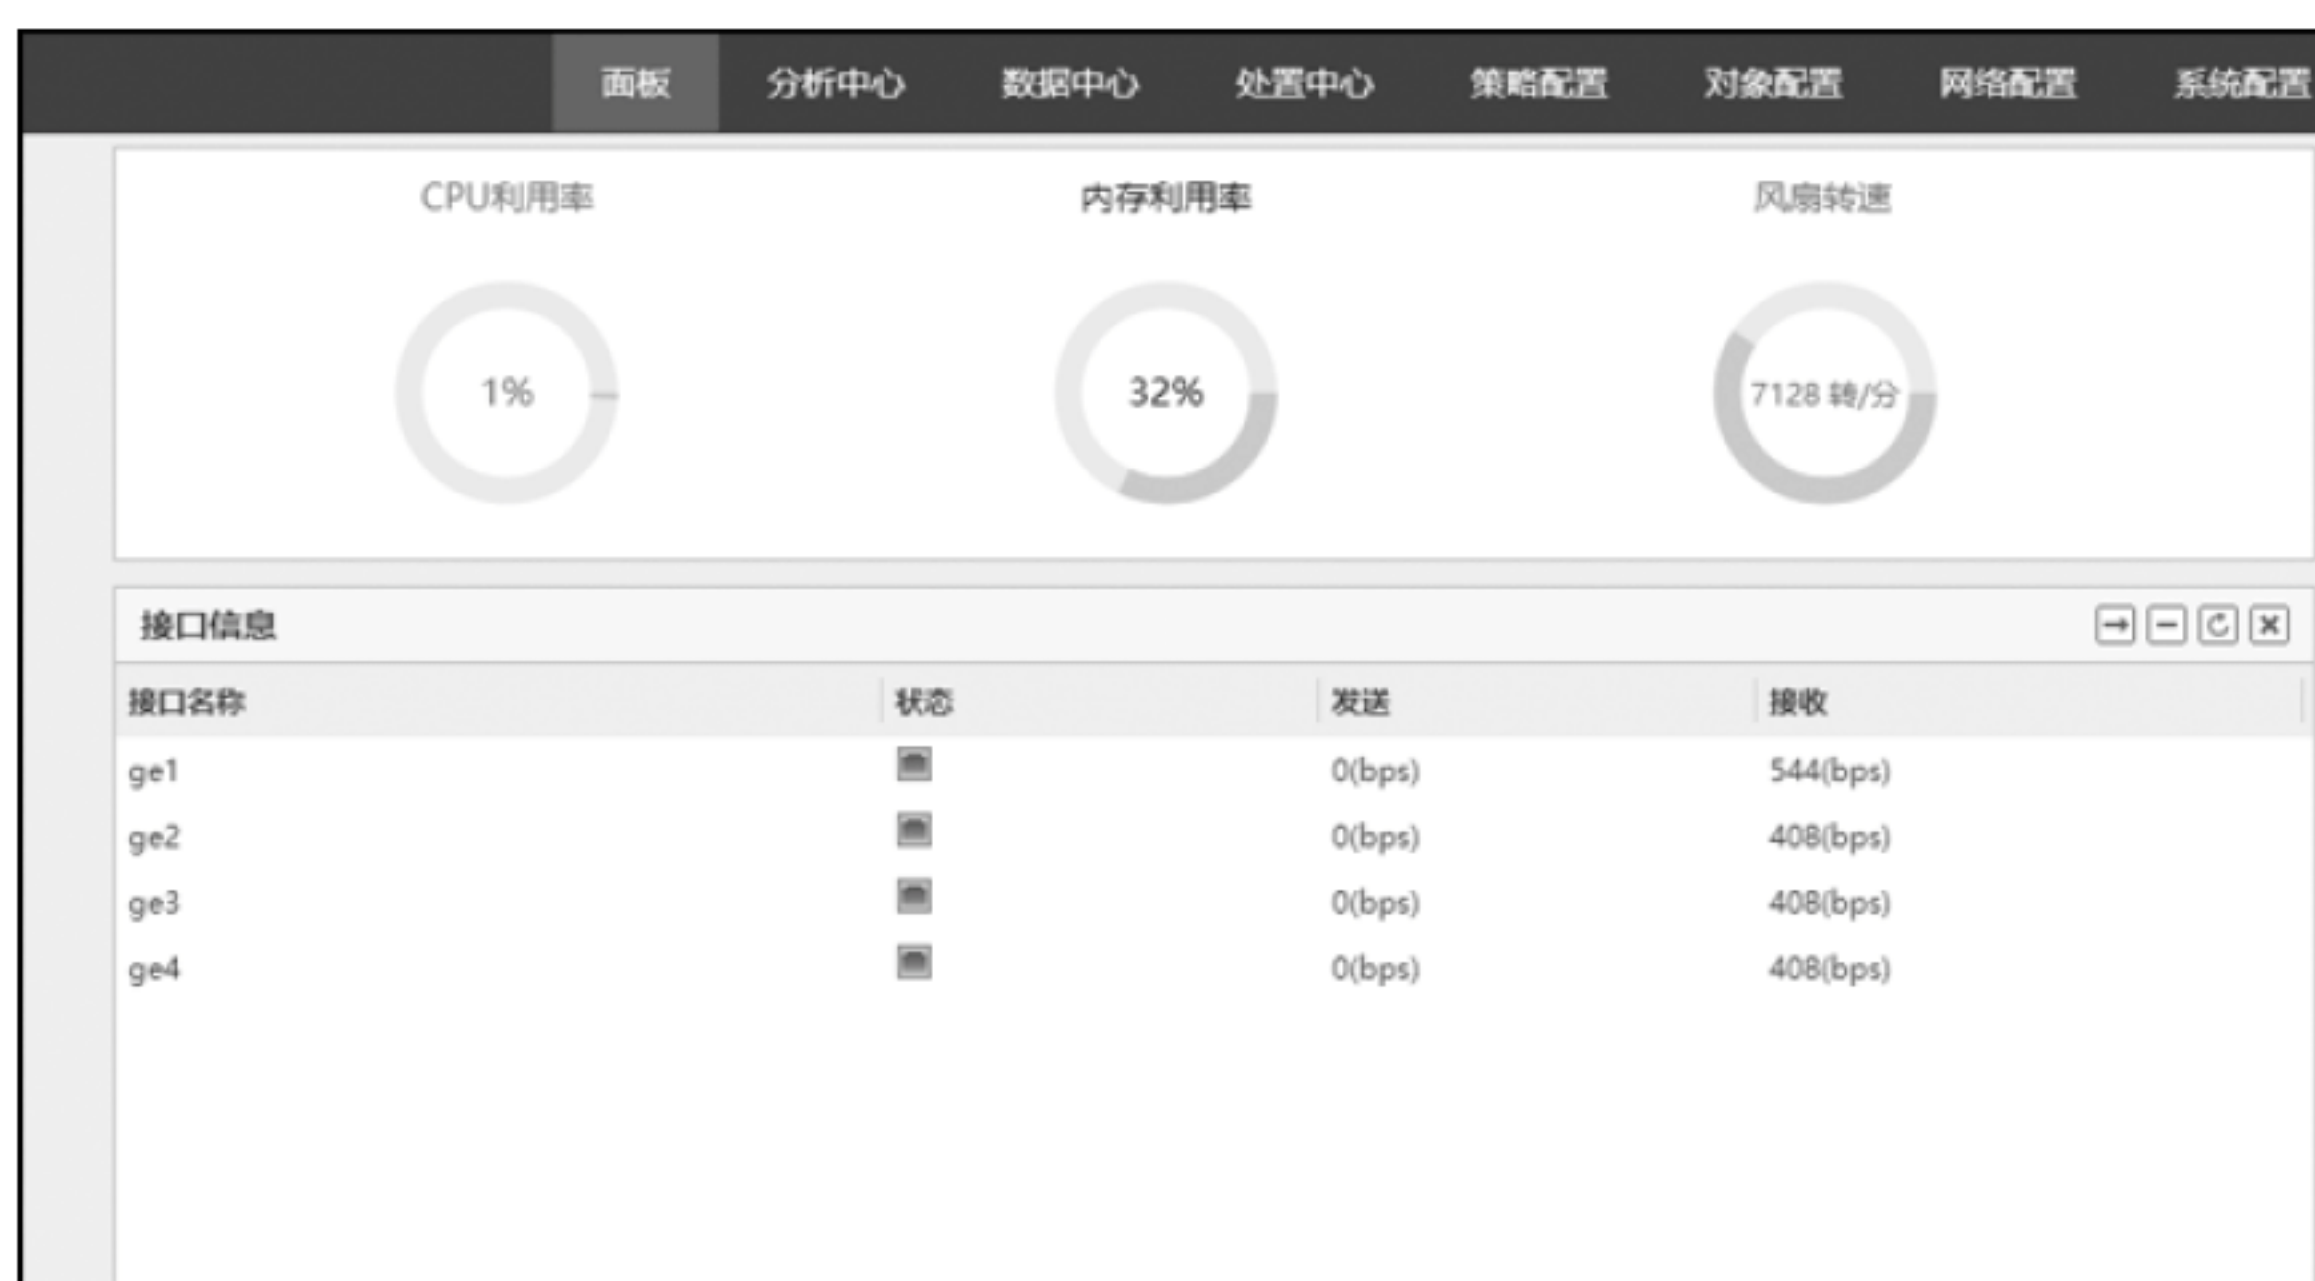 面板 分析中心 数据中心 处置中心 策略配置 对象配置 网络配置 系统配置
CPU利用率 内存利用率 风扇转速
1% 32% 7128 转/分
接口信息
接口名称 状态 发送 接收
ge1 0(bps) 544(bps)
ge2 0(bps) 408(bps)
ge3 0(bps) 408(bps)
ge4 0(bps) 408(bps)